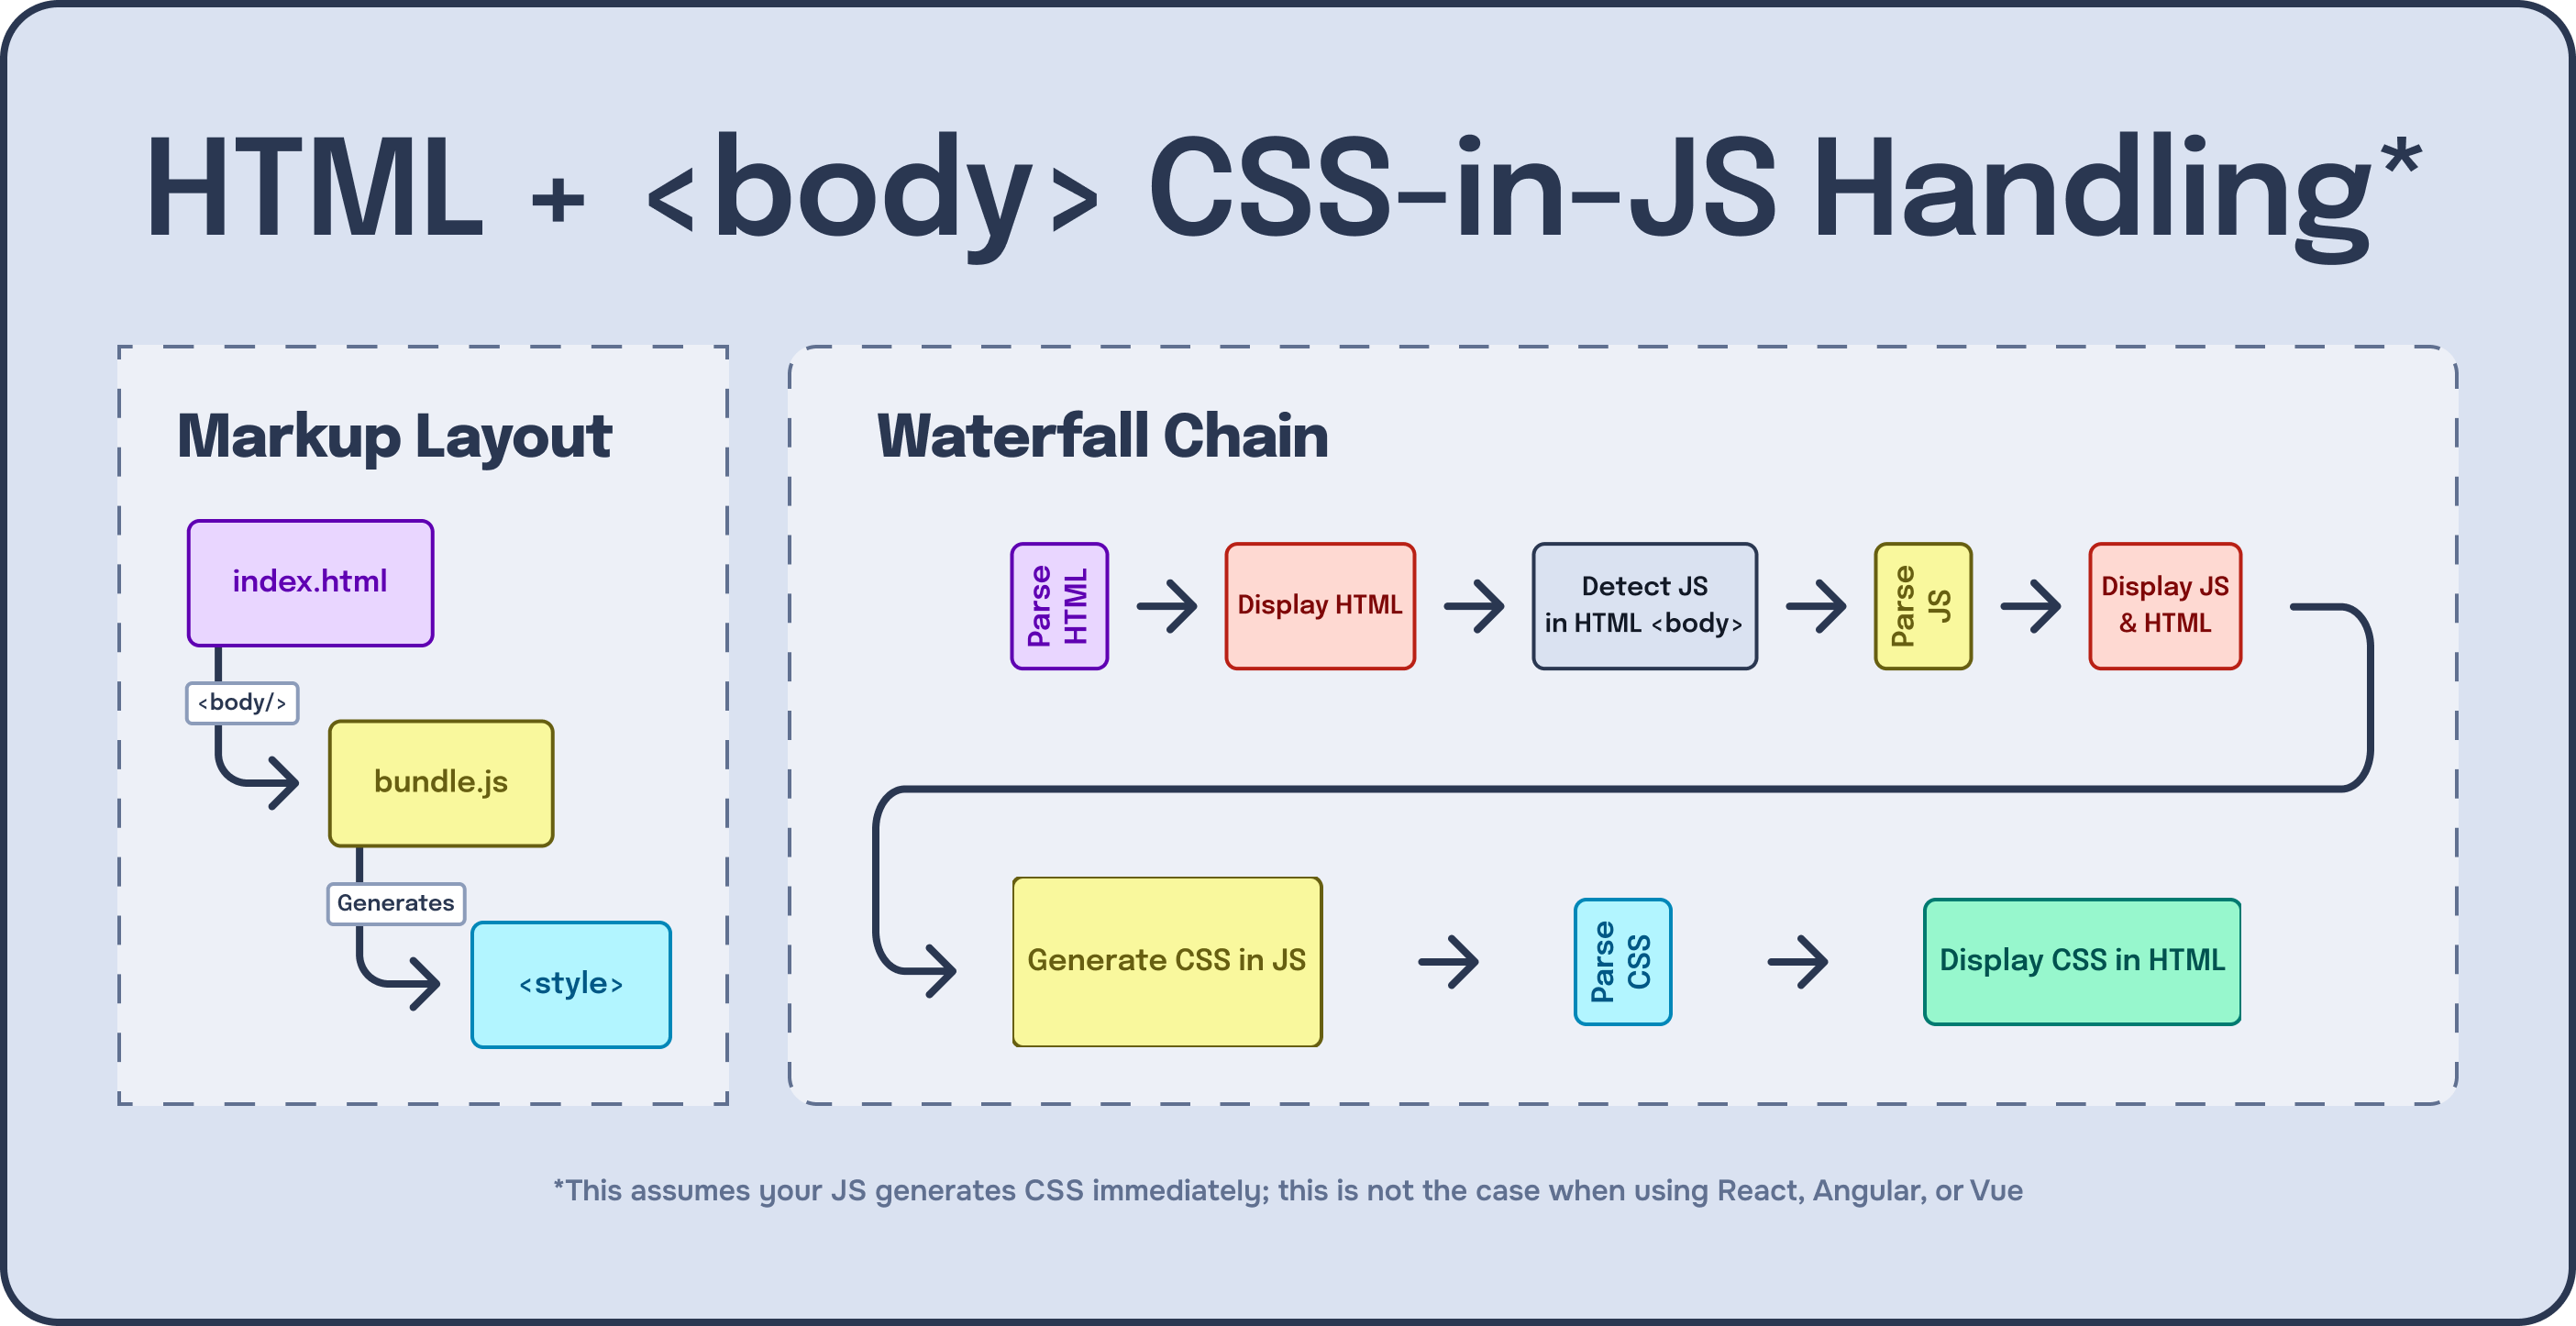 HTML + <body> CSS-in-JS Handling*
Markup Layout
index.html
<body/>
bundle.js
Generates
<style>
Waterfall Chain
Parse
HTML
Display HTML
Detect JS
in HTML <body>
Parse
JS
Display JS
& HTML
Generate CSS in JS
Parse
CSS
Display CSS in HTML
*This assumes your JS generates CSS immediately; this is not the case when using React, Angular, or Vue